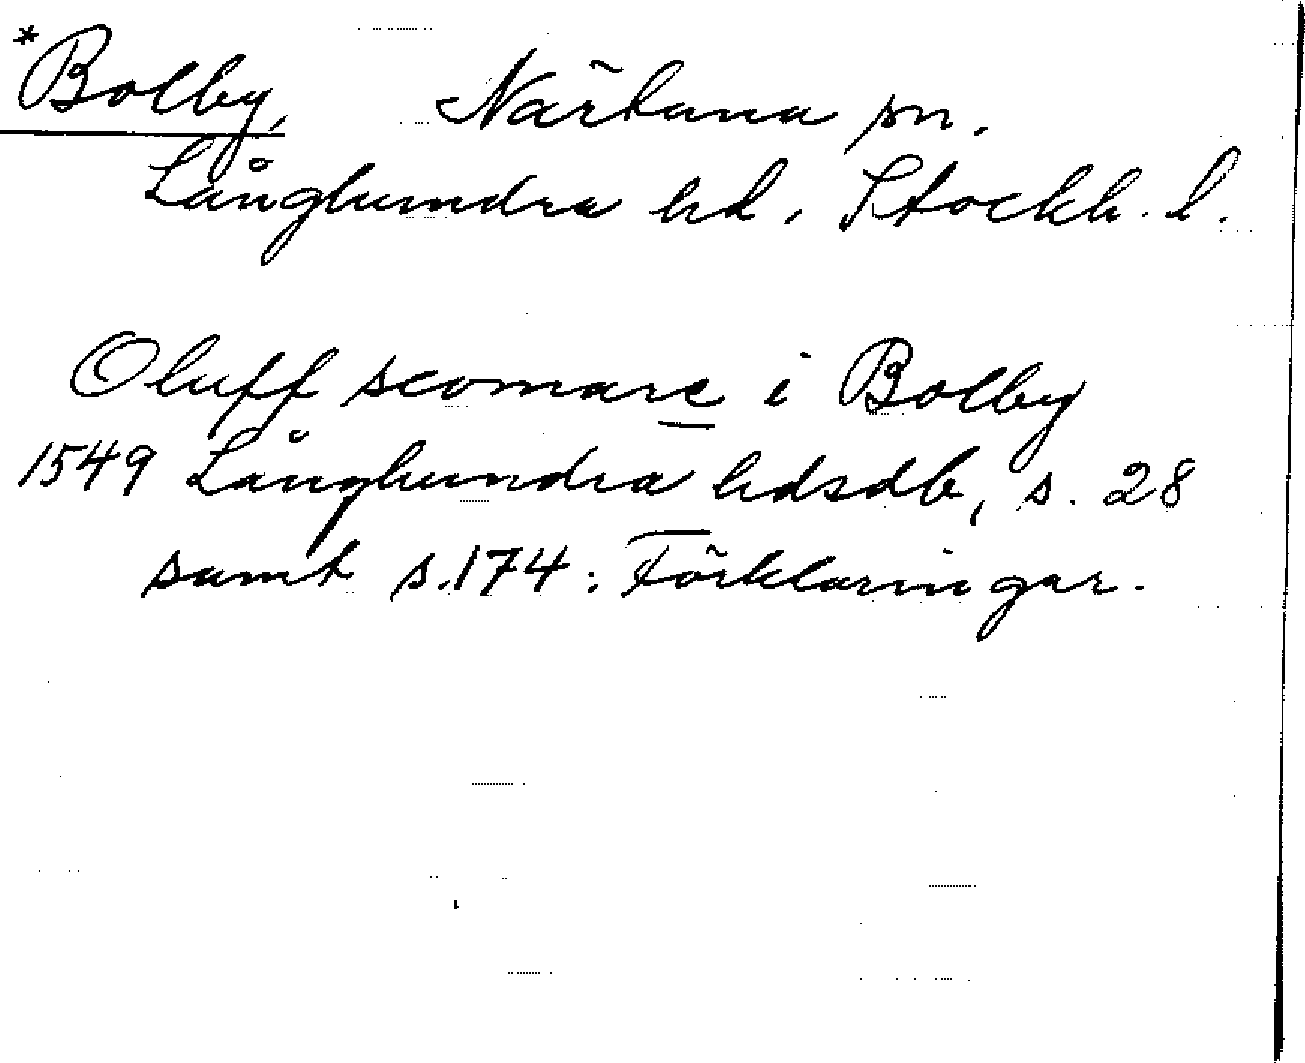 *Bolby, Närtuna sn.
Långhundra hd, Stockh. l.
Oluff scomare i Bolby
1549 Långhundra hdsdb, s. 28
samt s. 174: Förklaringar.